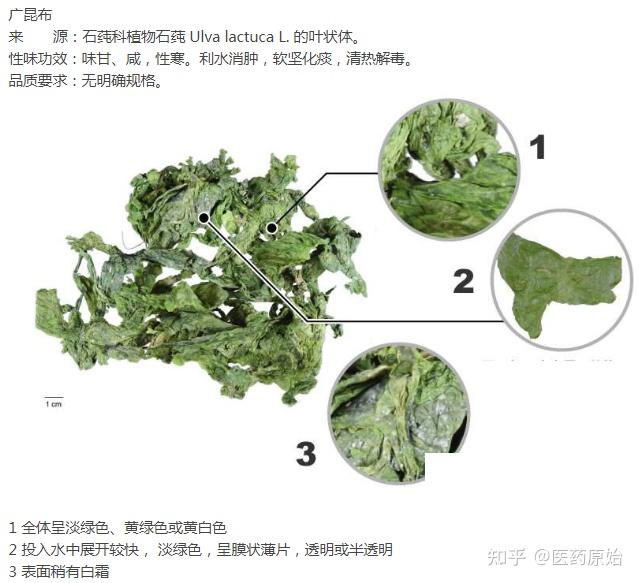 广昆布
来　　源：石莼科植物石莼 Ulva lactuca L. 的叶状体。
性味功效：味甘、咸，性寒。利水消肿，软坚化痰，清热解毒。
品质要求：无明确规格。
1
2
3
1 cm
1 全体呈淡绿色、黄绿色或黄白色
2 投入水中展开较快， 淡绿色，呈膜状薄片，透明或半透明
3 表面稍有白霜
知乎 @医药原始